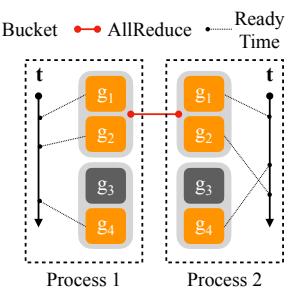 Bucket AllReduce Ready
Time
t g₁ g₁ t
g₂ g₂
g₃ g₃
g₄ g₄
Process 1 Process 2